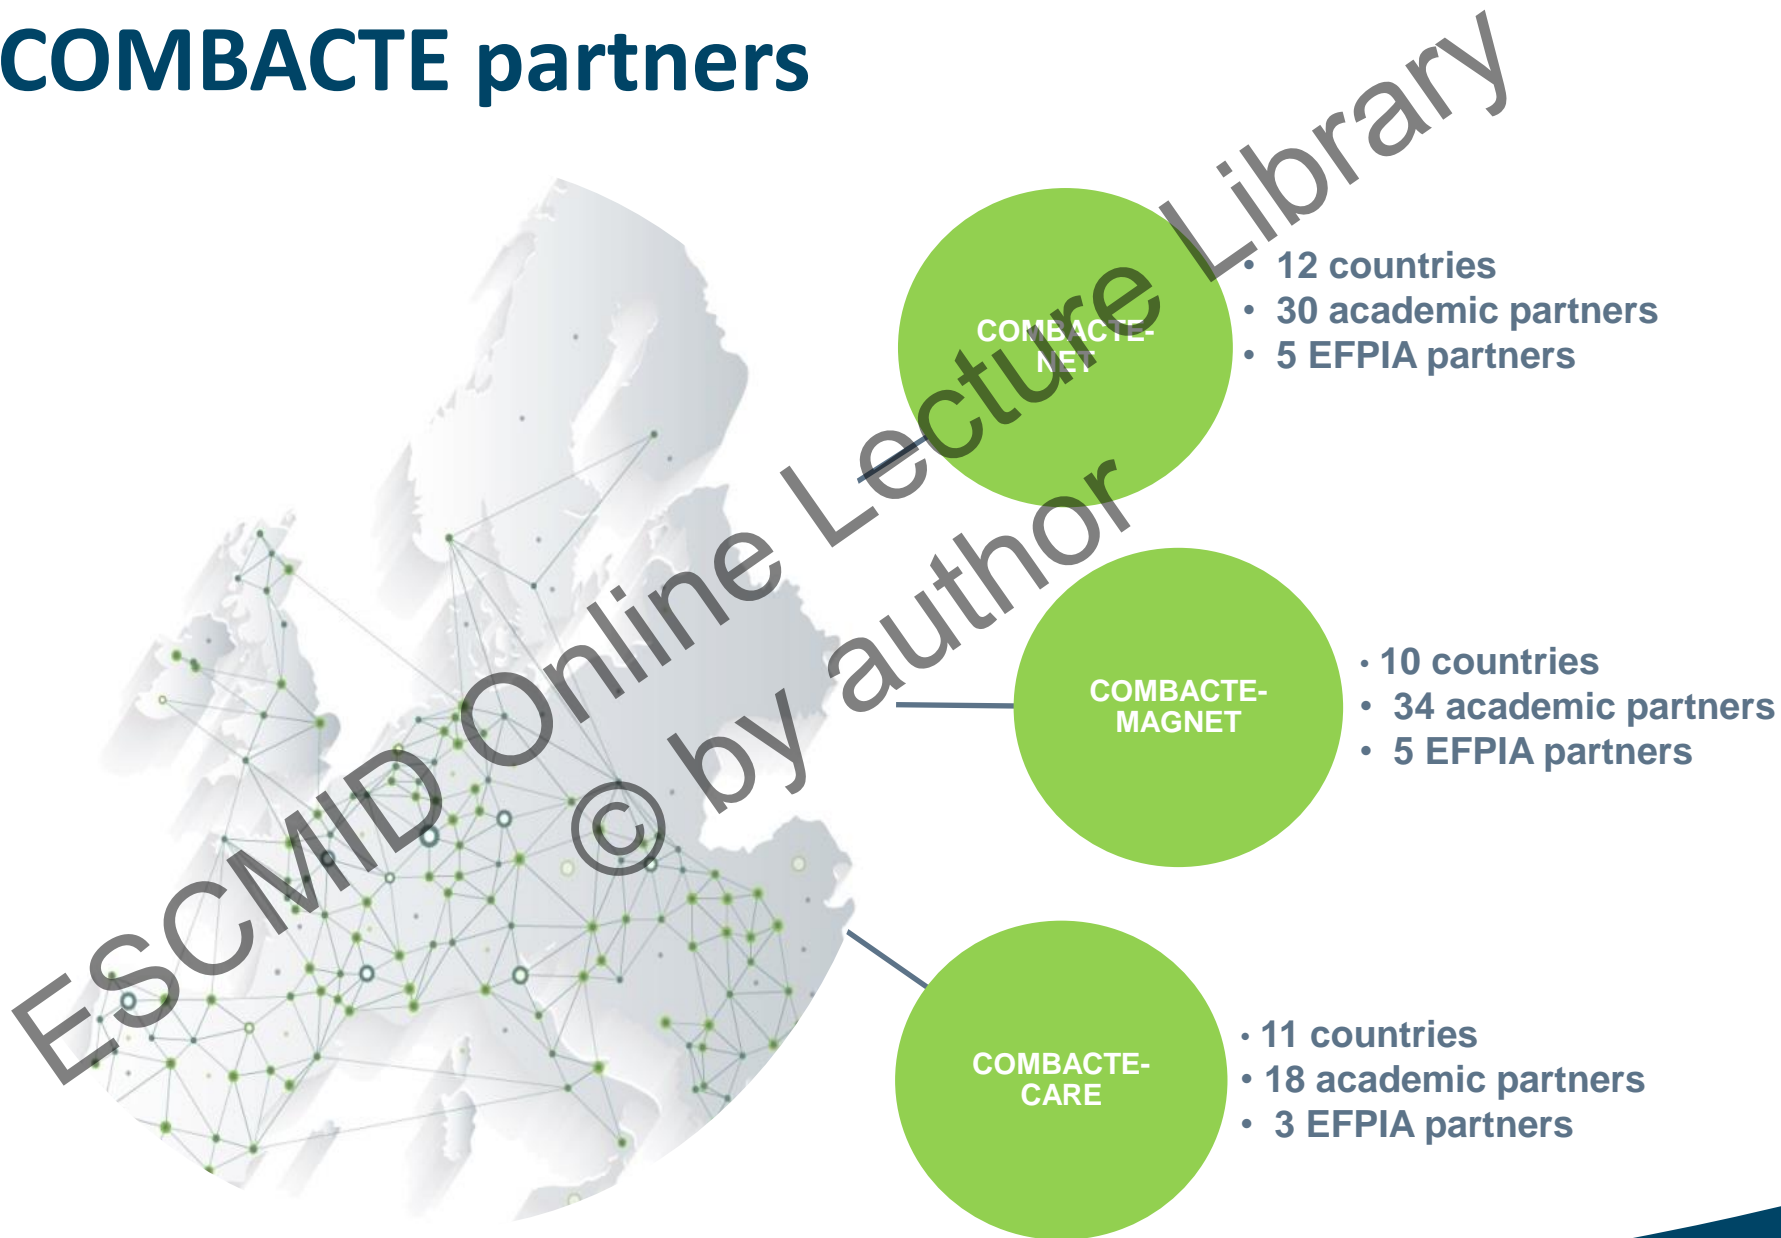 COMBACTE partners
COMBACTE-
NET
• 12 countries
• 30 academic partners
• 5 EFPIA partners
COMBACTE-
MAGNET
• 10 countries
• 34 academic partners
• 5 EFPIA partners
COMBACTE-
CARE
• 11 countries
• 18 academic partners
• 3 EFPIA partners
ESCMID Online Lecture Library
© by author